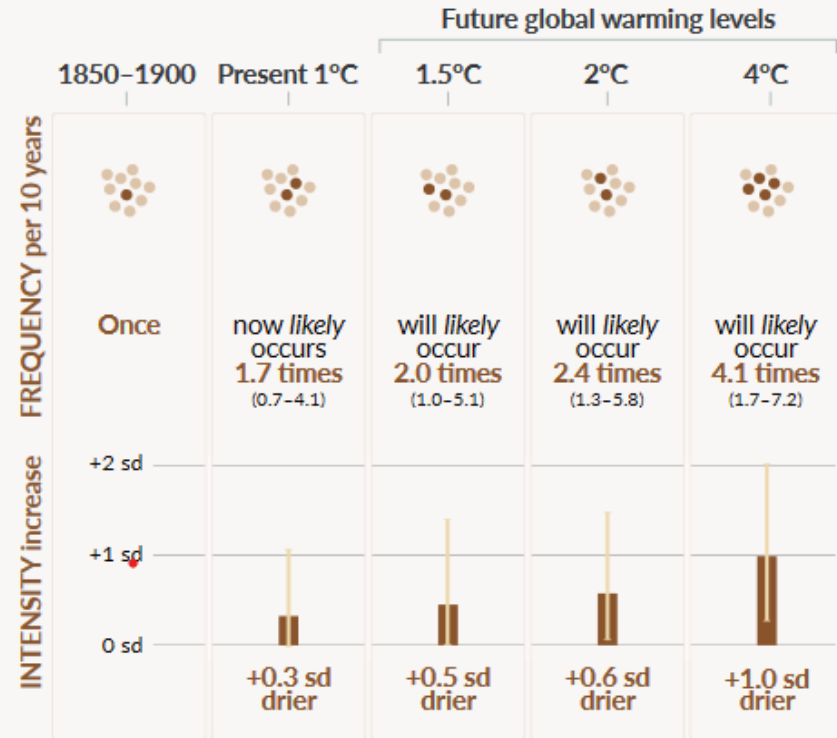 Future global warming levels
1850–1900 Present 1°C 1.5°C 2°C 4°C
FREQUENCY per 10 years
Once
now likely occurs 1.7 times (0.7–4.1)
will likely occur 2.0 times (1.0–5.1)
will likely occur 2.4 times (1.3–5.8)
will likely occur 4.1 times (1.7–7.2)
INTENSITY increase
+2 sd
+1 sd
0 sd
+0.3 sd drier
+0.5 sd drier
+0.6 sd drier
+1.0 sd drier